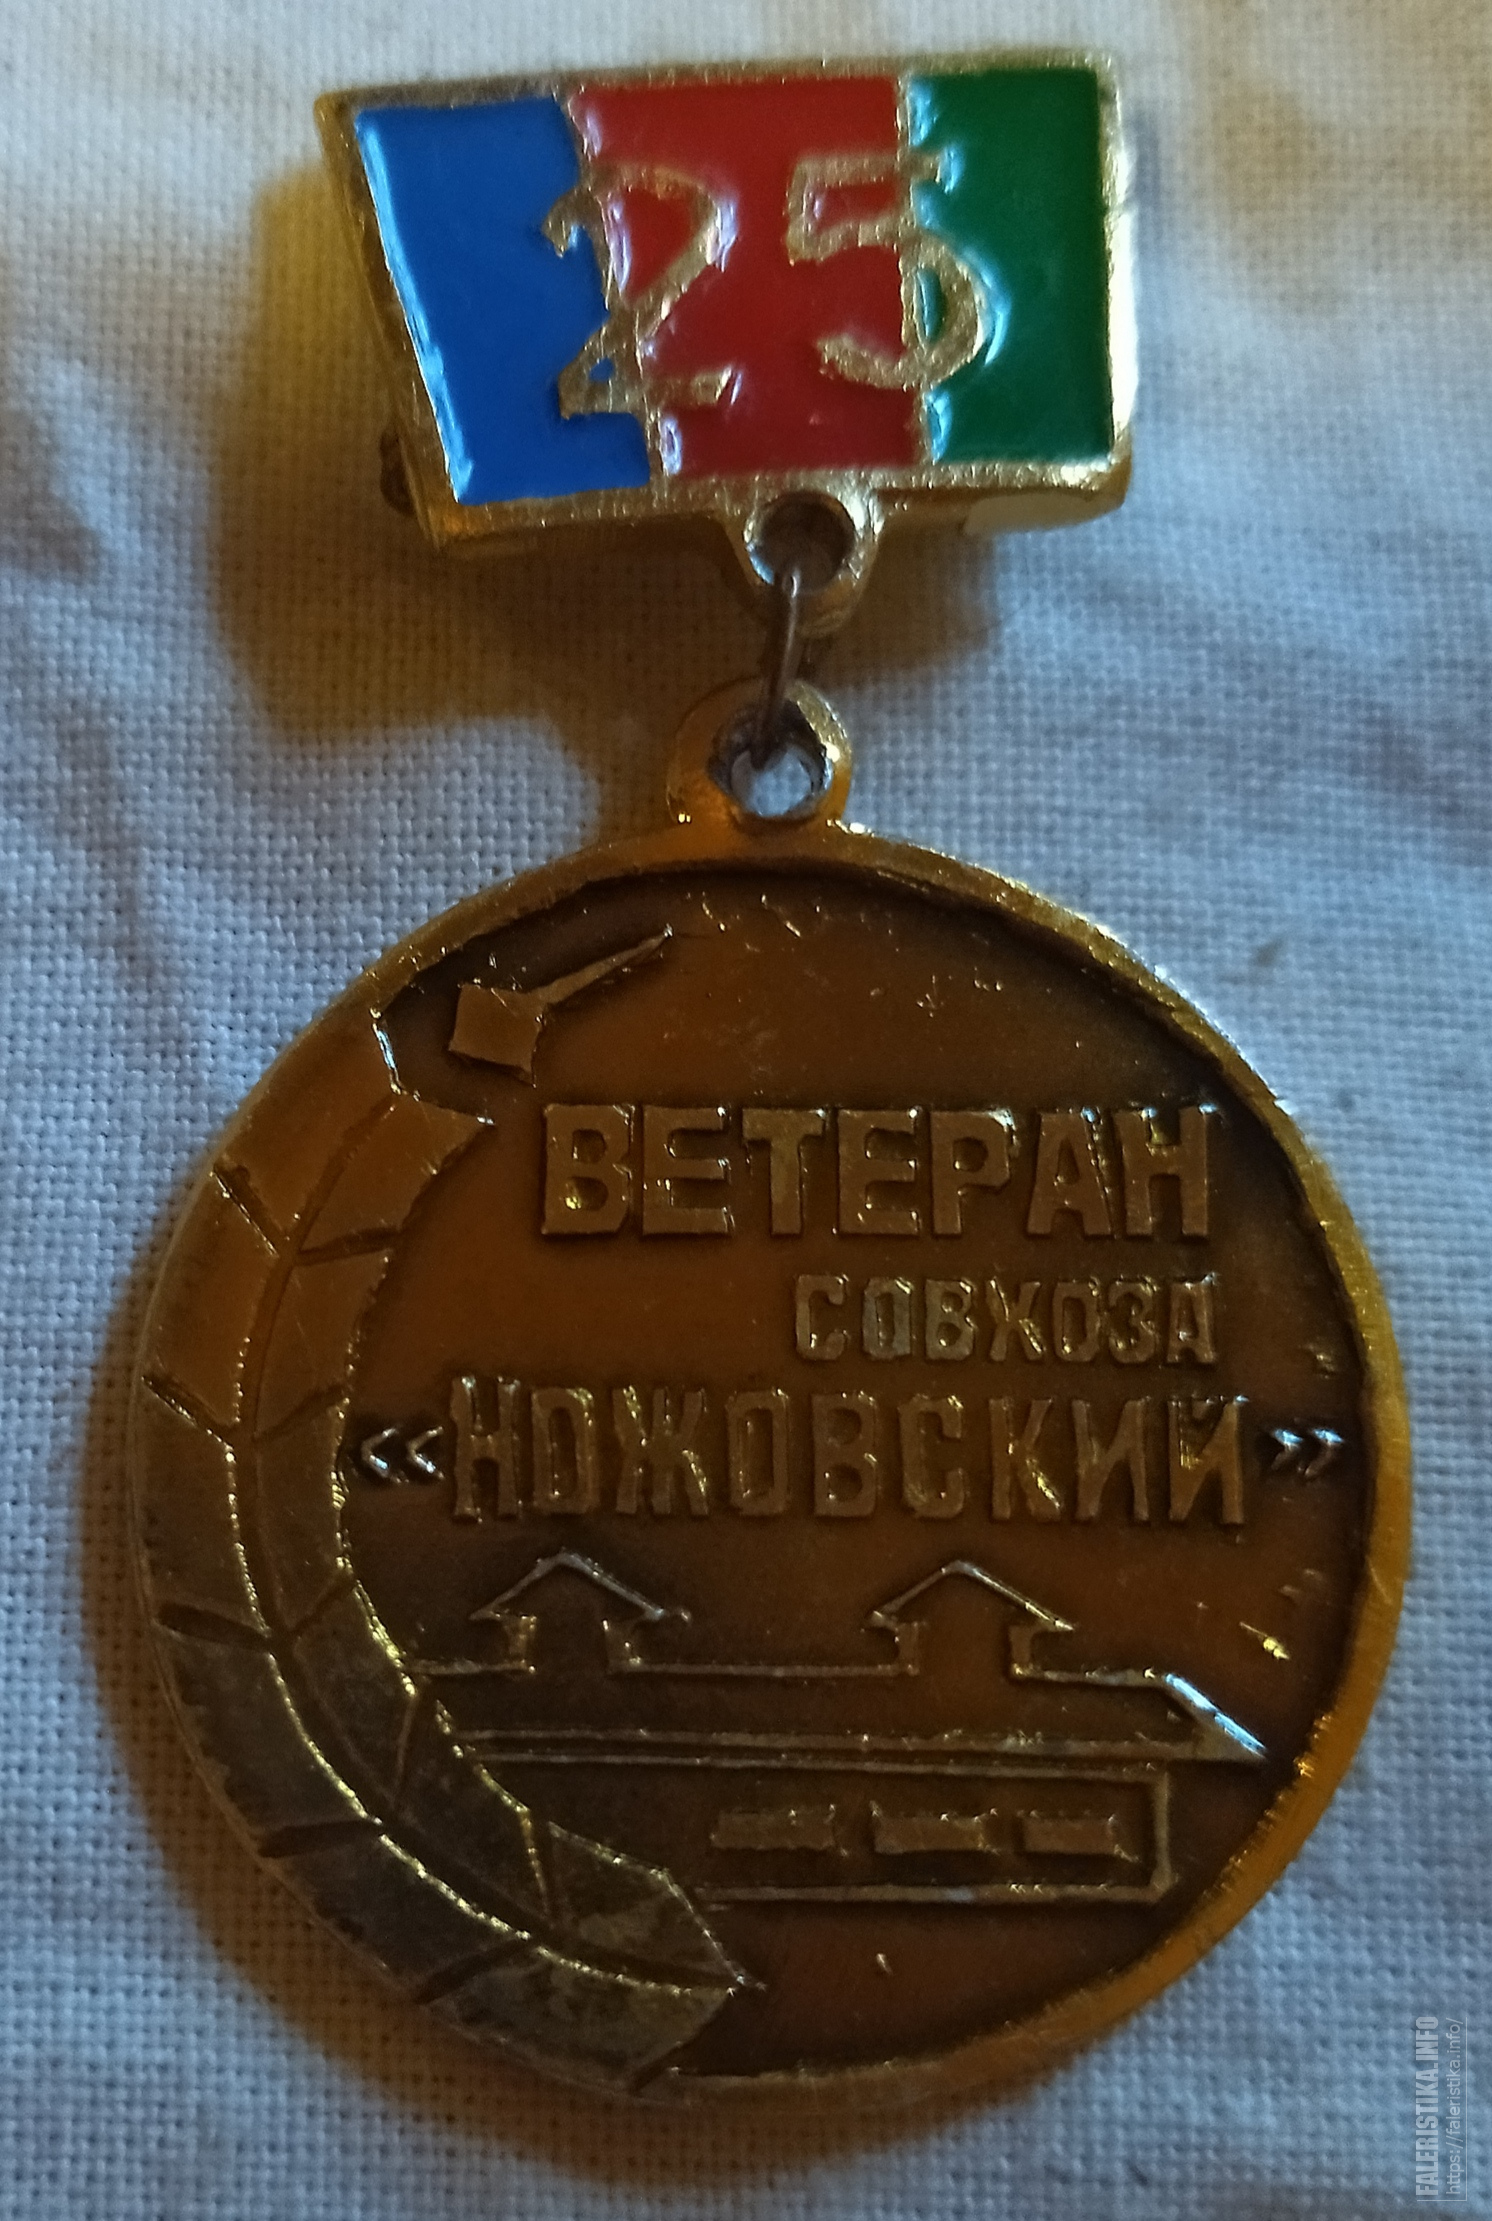 25
ВЕТЕРАН
СОВХОЗА
«НОЖОВСКИЙ»
FALERISTIKA.INFO
https://faleristika.info/